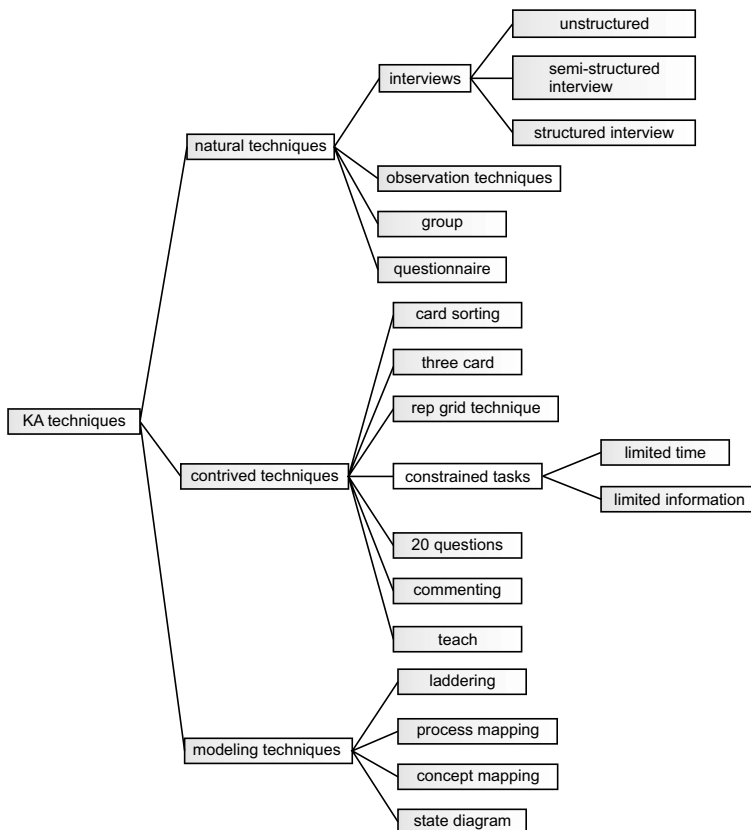 unstructured
semi-structured
interview
structured interview
interviews
natural techniques
observation techniques
group
questionnaire
card sorting
three card
rep grid technique
KA techniques
contrived techniques
constrained tasks
limited time
limited information
20 questions
commenting
teach
laddering
process mapping
modeling techniques
concept mapping
state diagram